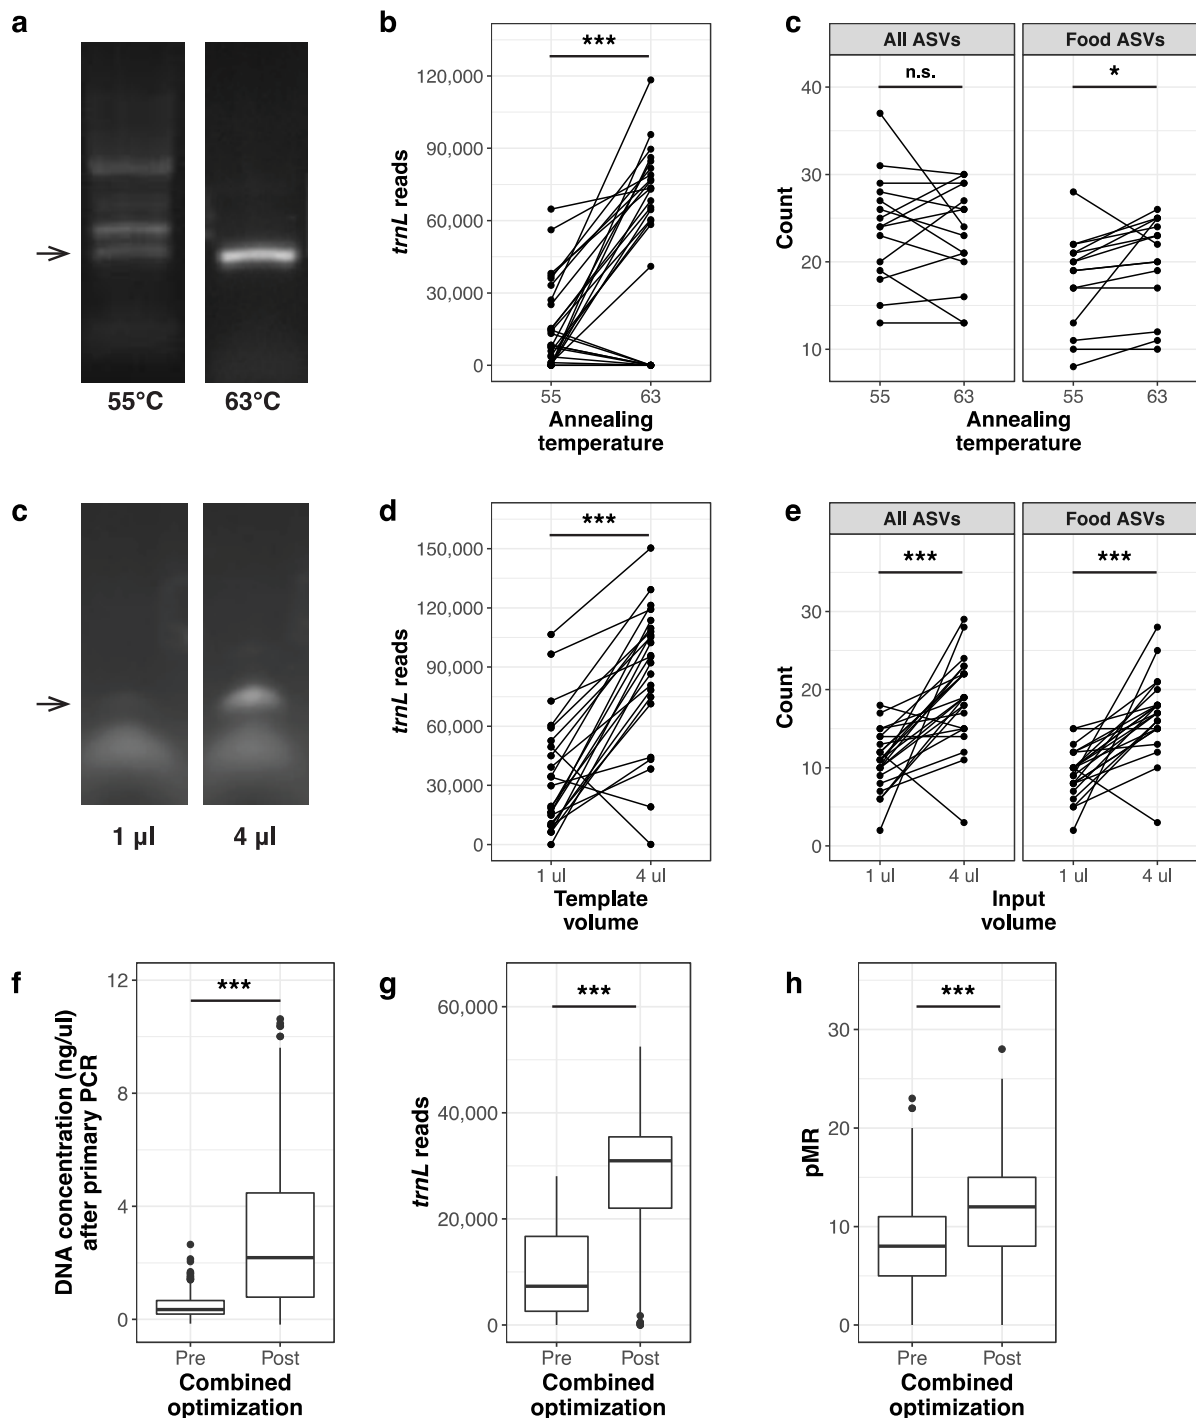 a
55°C
63°C
b
***
trnL reads
120,000
90,000
60,000
30,000
0
55
63
Annealing
temperature
c
All ASVs
Food ASVs
n.s.
*
Count
40
30
20
10
55
63
55
63
Annealing
temperature
c
1 µl
4 µl
d
***
trnL reads
150,000
120,000
90,000
60,000
30,000
0
1 ul
4 ul
Template
volume
e
All ASVs
Food ASVs
***
***
Count
30
20
10
0
1 ul
4 ul
1 ul
4 ul
Input
volume
f
***
DNA concentration (ng/ul)
after primary PCR
12
8
4
0
Pre
Post
Combined
optimization
g
***
trnL reads
60,000
40,000
20,000
0
Pre
Post
Combined
optimization
h
***
pMR
30
20
10
0
Pre
Post
Combined
optimization